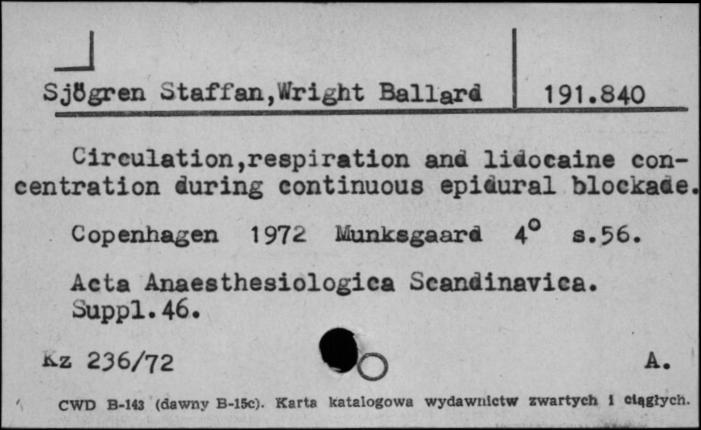 Sjögren Staffan,Wright Ballard 191.840
Circulation,respiration and lidocaine con-
centration during continuous epidural blockade.
Copenhagen 1972 Munksgaard 4° s.56.
Acta Anaesthesiologica Scandinavica.
Suppl.46.
Kz 236/72 A.
CWD B-143 (dawny B-15c). Karta katalogowa wydawnictw zwartych i ciągłych.